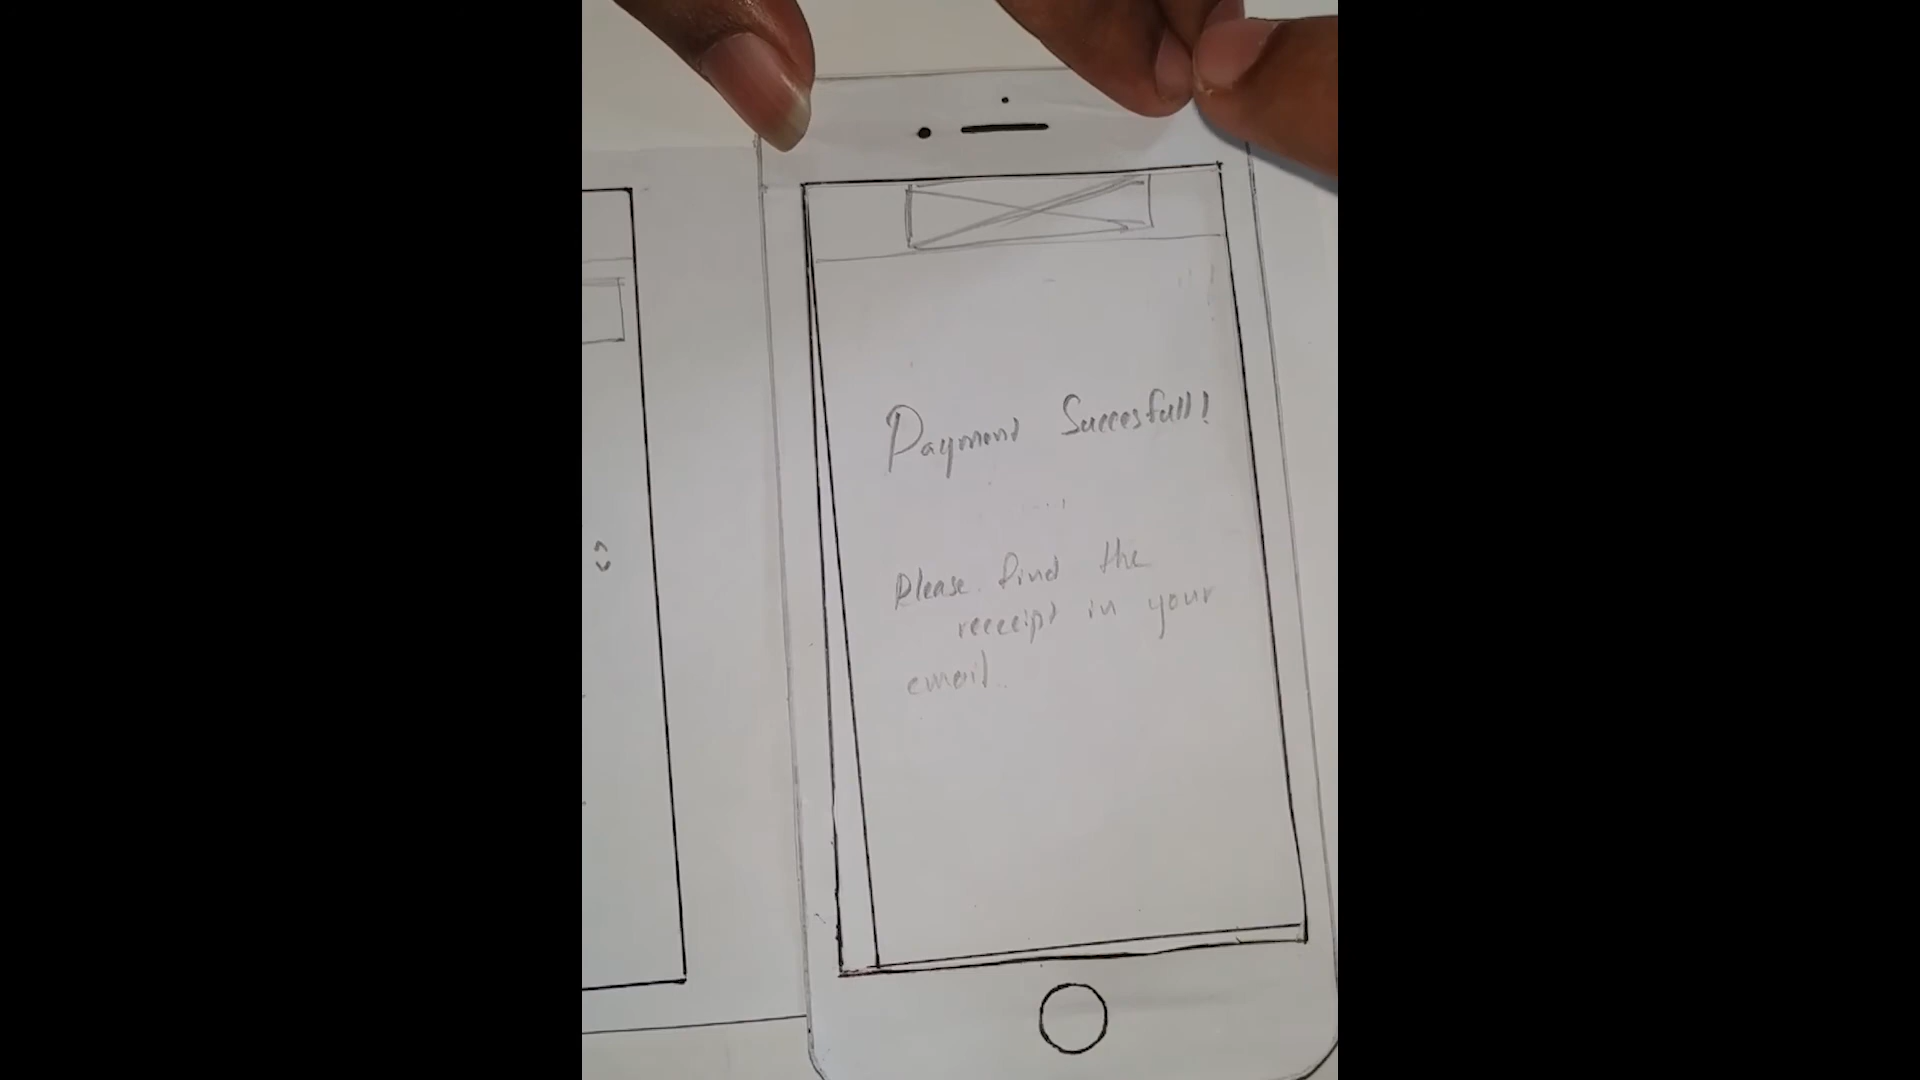 Payment Succesfull!
Please find the
receipt in your
email.